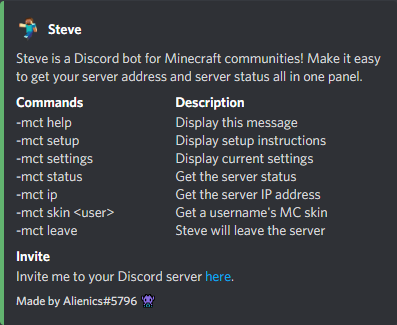 Steve
Steve is a Discord bot for Minecraft communities! Make it easy
to get your server address and server status all in one panel.
Commands Description
-mct help Display this message
-mct setup Display setup instructions
-mct settings Display current settings
-mct status Get the server status
-mct ip Get the server IP address
-mct skin <user> Get a username's MC skin
-mct leave Steve will leave the server
Invite
Invite me to your Discord server here.
Made by Alienics#5796 👾